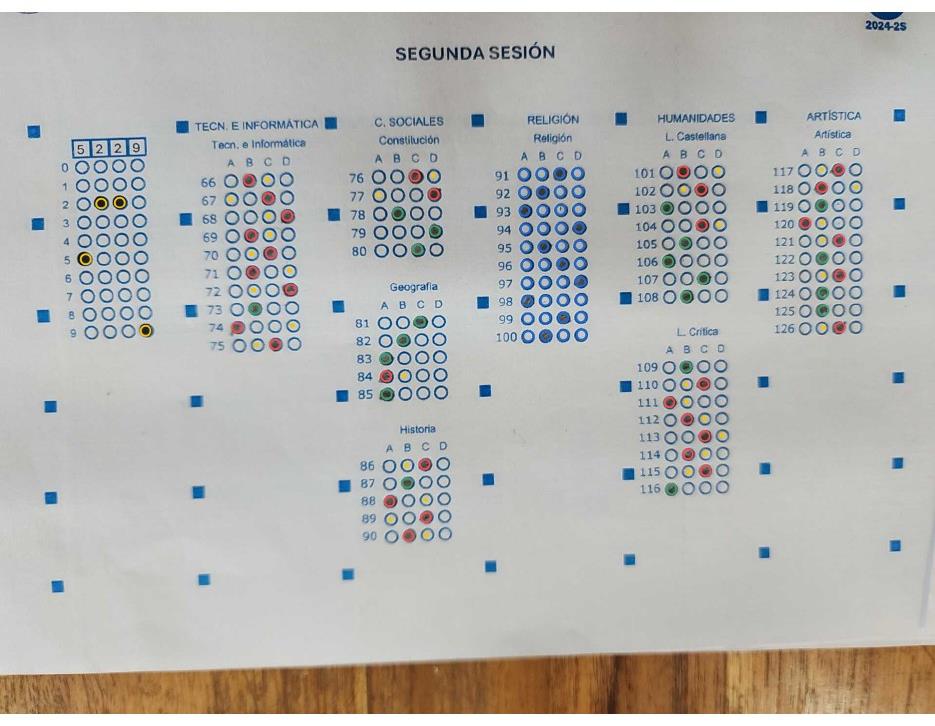 2024-2S
SEGUNDA SESIÓN
5 2 2 9
0
1
2
3
4
5
6
7
8
9
TECN. E INFORMÁTICA
Tecn. e Informática
A B C D
66
67
68
69
70
71
72
73
74
75
C. SOCIALES
Constitución
A B C D
76
77
78
79
80
Geografía
A B C D
81
82
83
84
85
Historia
A B C D
86
87
88
89
90
RELIGIÓN
Religión
A B C D
91
92
93
94
95
96
97
98
99
100
HUMANIDADES
L. Castellana
A B C D
101
102
103
104
105
106
107
108
L. Crítica
A B C D
109
110
111
112
113
114
115
116
ARTÍSTICA
Artística
A B C D
117
118
119
120
121
122
123
124
125
126